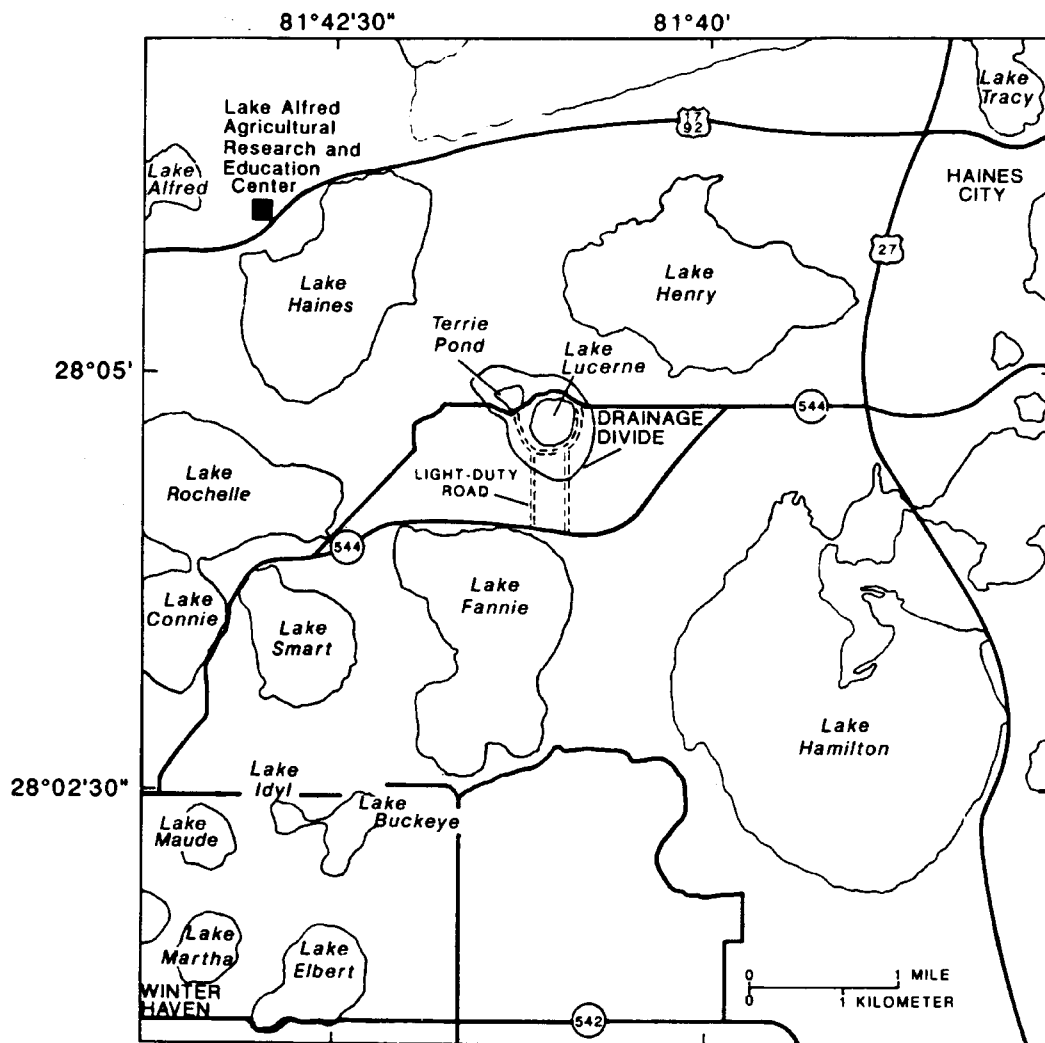 81°42'30"
81°40'
Lake Alfred
Agricultural
Research and
Education
Center
Lake
Alfred
17
92
Lake
Tracy
HAINES
CITY
27
Lake
Haines
Lake
Henry
Terrie
Pond
Lake
Lucerne
28°05'
544
DRAINAGE
DIVIDE
LIGHT-DUTY
ROAD
Lake
Rochelle
544
Lake
Connie
Lake
Smart
Lake
Fannie
Lake
Hamilton
28°02'30"
Lake
Idyl
Lake
Buckeye
Lake
Maude
Lake
Martha
Lake
Elbert
WINTER
HAVEN
542
0 1 MILE
0 1 KILOMETER